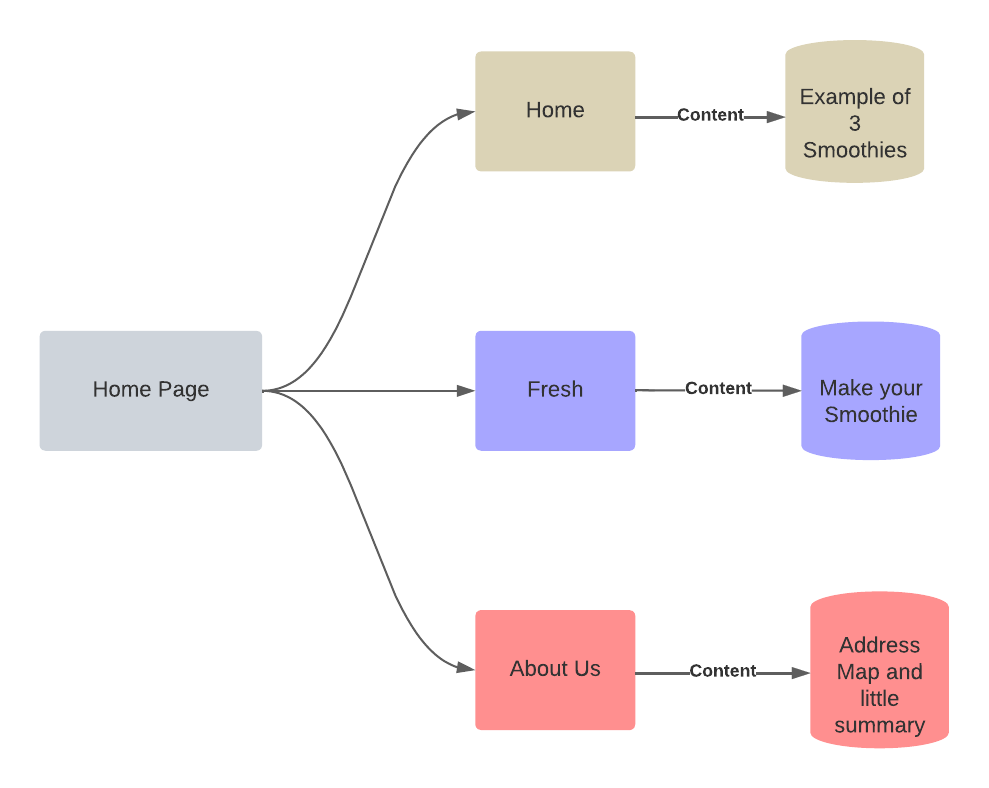 Home
Content
Example of
3
Smoothies
Home Page
Fresh
Content
Make your
Smoothie
About Us
Content
Address
Map and
little
summary